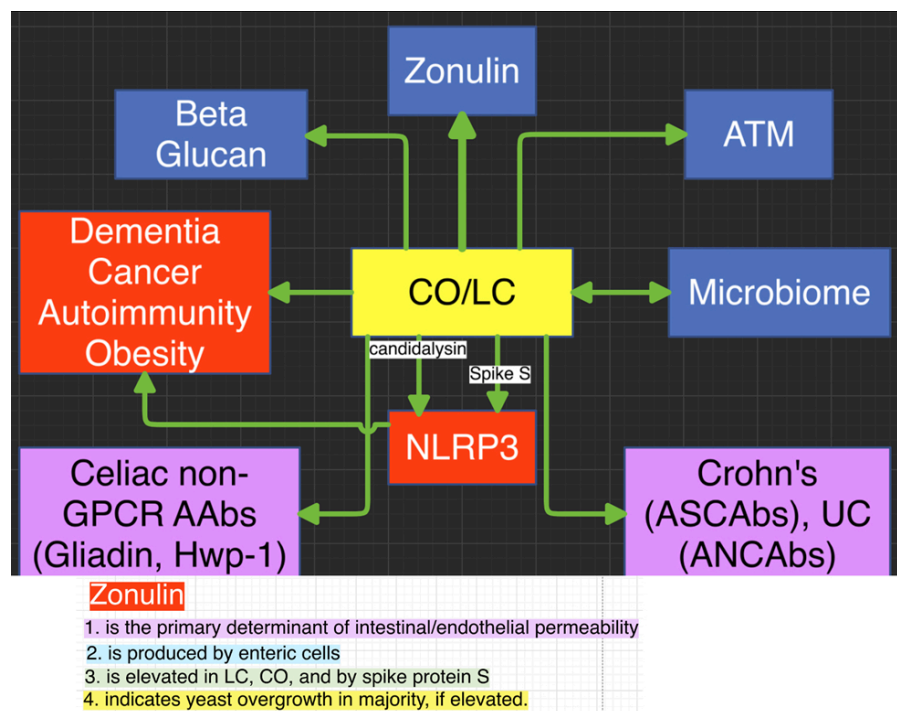 Zonulin
Beta
Glucan
ATM
Dementia
Cancer
Autoimmunity
Obesity
CO/LC
Microbiome
candidalysin
Spike S
NLRP3
Celiac non-
GPCR AAbs
(Gliadin, Hwp-1)
Crohn's
(ASCAbs), UC
(ANCAbs)
Zonulin
1. is the primary determinant of intestinal/endothelial permeability
2. is produced by enteric cells
3. is elevated in LC, CO, and by spike protein S
4. indicates yeast overgrowth in majority, if elevated.